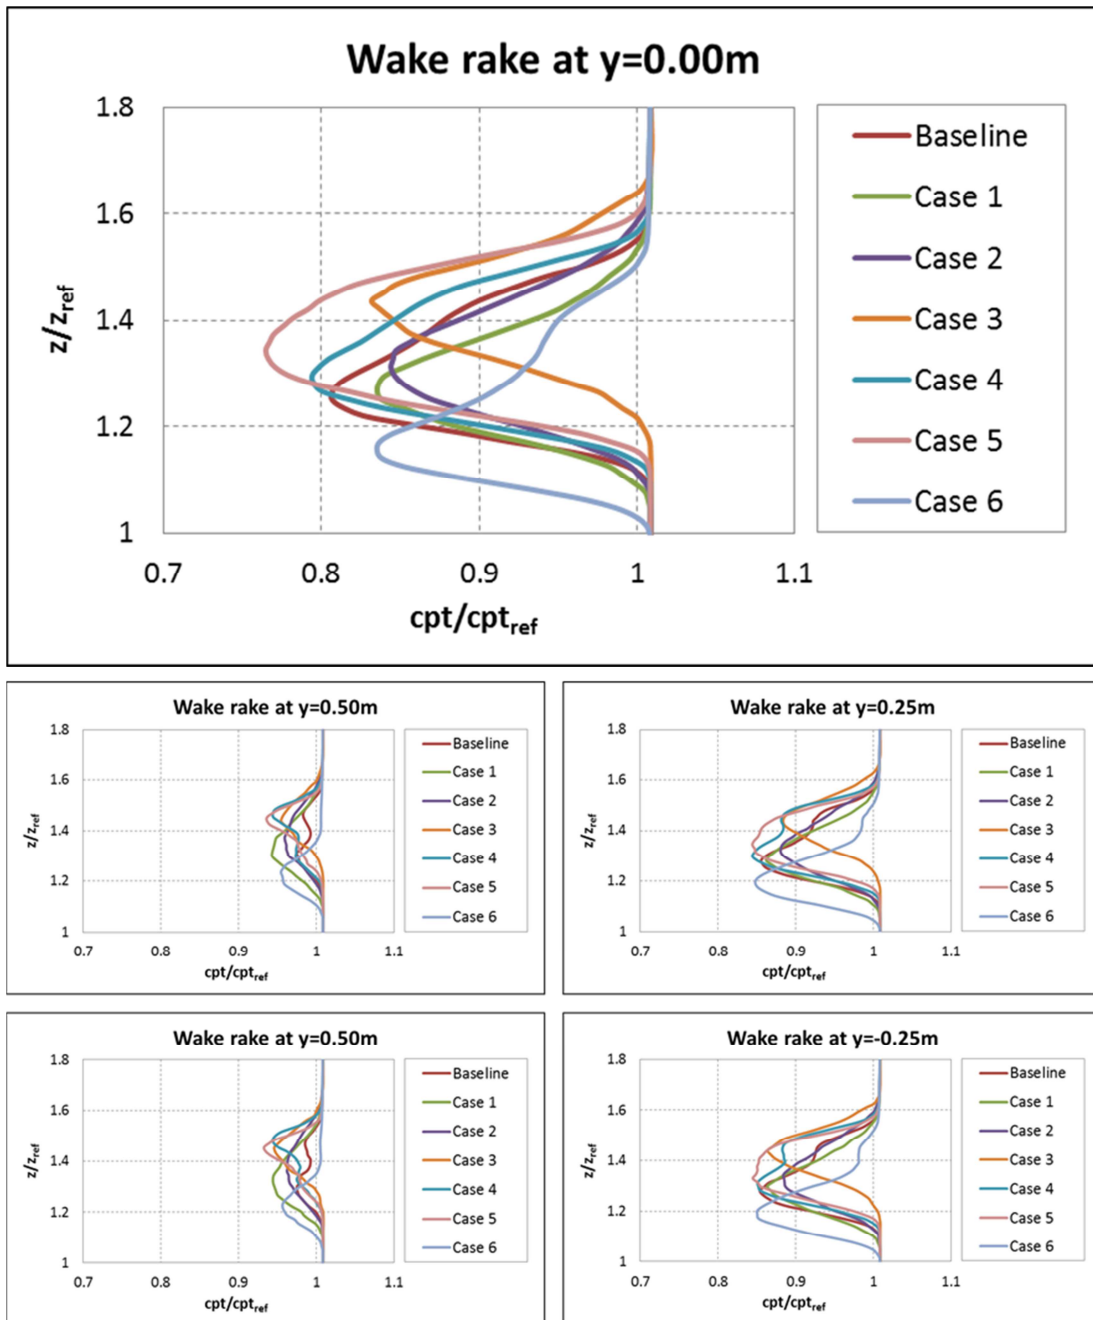 Wake rake at y=0.00m
1.8
1.6
1.4
1.2
1
z/zref
0.7 0.8 0.9 1 1.1
cpt/cptref
Baseline
Case 1
Case 2
Case 3
Case 4
Case 5
Case 6
Wake rake at y=0.50m
1.8
1.6
1.4
1.2
1
z/zref
0.7 0.8 0.9 1 1.1
cpt/cptref
Baseline
Case 1
Case 2
Case 3
Case 4
Case 5
Case 6
Wake rake at y=0.25m
1.8
1.6
1.4
1.2
1
z/zref
0.7 0.8 0.9 1 1.1
cpt/cptref
Baseline
Case 1
Case 2
Case 3
Case 4
Case 5
Case 6
Wake rake at y=0.50m
1.8
1.6
1.4
1.2
1
z/zref
0.7 0.8 0.9 1 1.1
cpt/cptref
Baseline
Case 1
Case 2
Case 3
Case 4
Case 5
Case 6
Wake rake at y=-0.25m
1.8
1.6
1.4
1.2
1
z/zref
0.7 0.8 0.9 1 1.1
cpt/cptref
Baseline
Case 1
Case 2
Case 3
Case 4
Case 5
Case 6